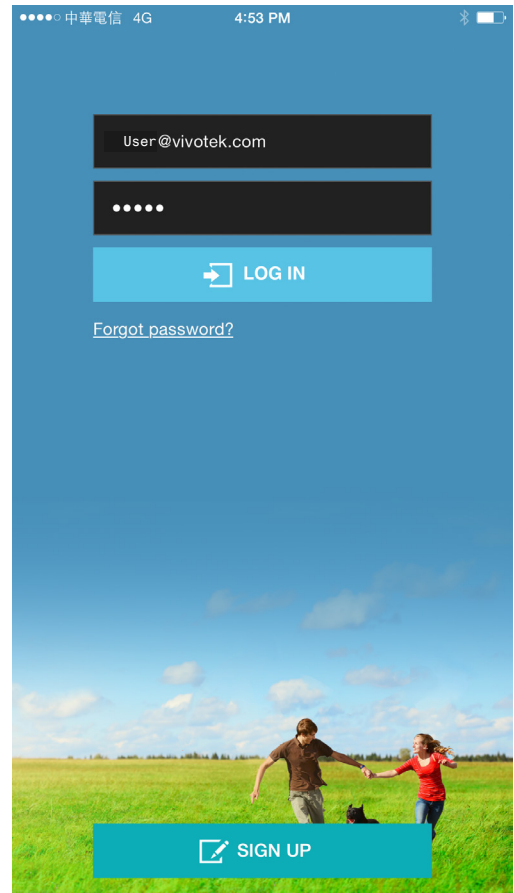 中華電信 4G 4:53 PM
User@vivotek.com
•••••
LOG IN
Forgot password?
SIGN UP